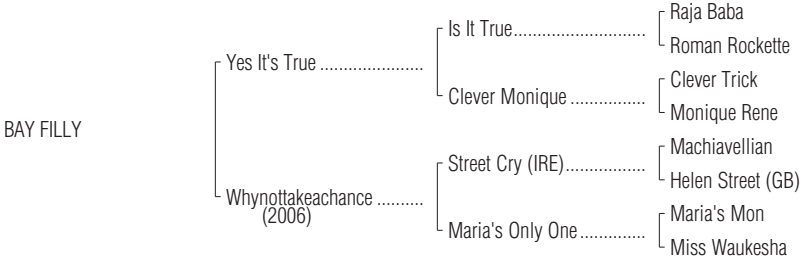 Raja Baba
Is It True..............................
Roman Rockette
Yes It's True ......................
Clever Trick
Clever Monique ................
Monique Rene
BAY FILLY
Machiavellian
Street Cry (IRE).................
Helen Street (GB)
Whynottakeachance ..........
(2006)
Maria's Mon
Maria's Only One ..............
Miss Waukesha